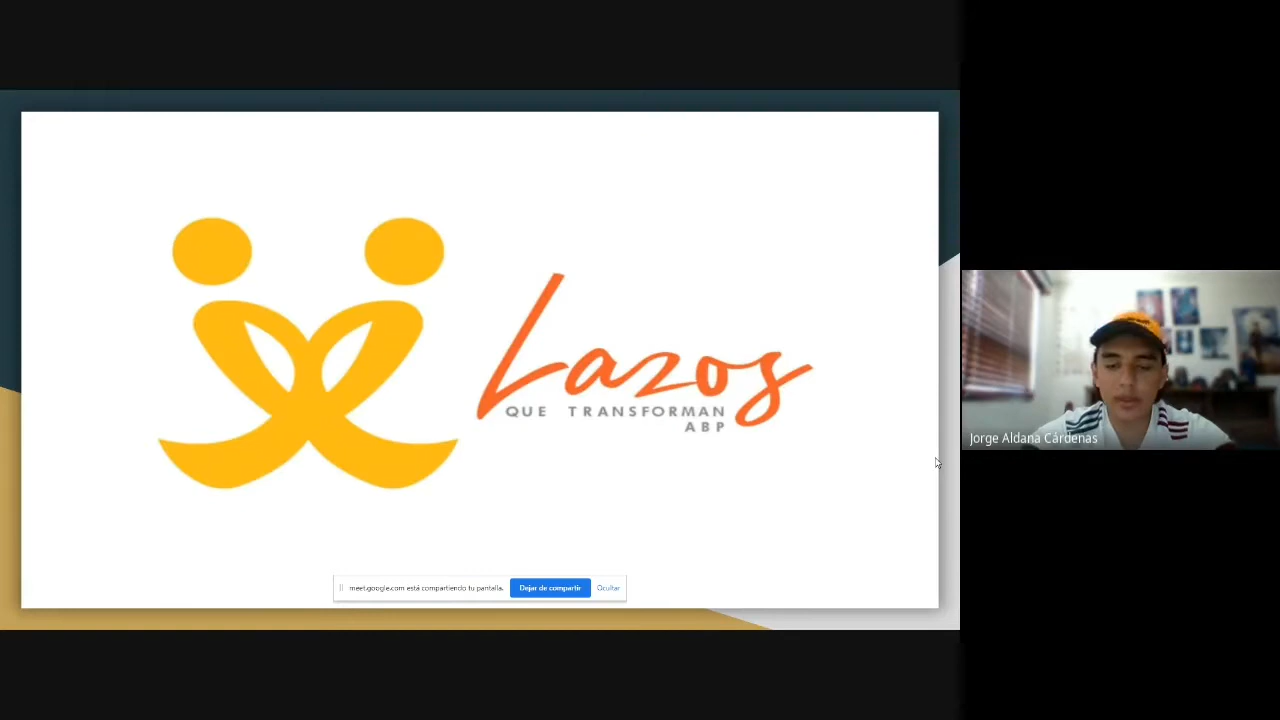 Lazos
QUE TRANSFORMAN
ABP
meet.google.com está compartiendo tu pantalla.
Dejar de compartir
Ocultar
Jorge Aldana Cárdenas